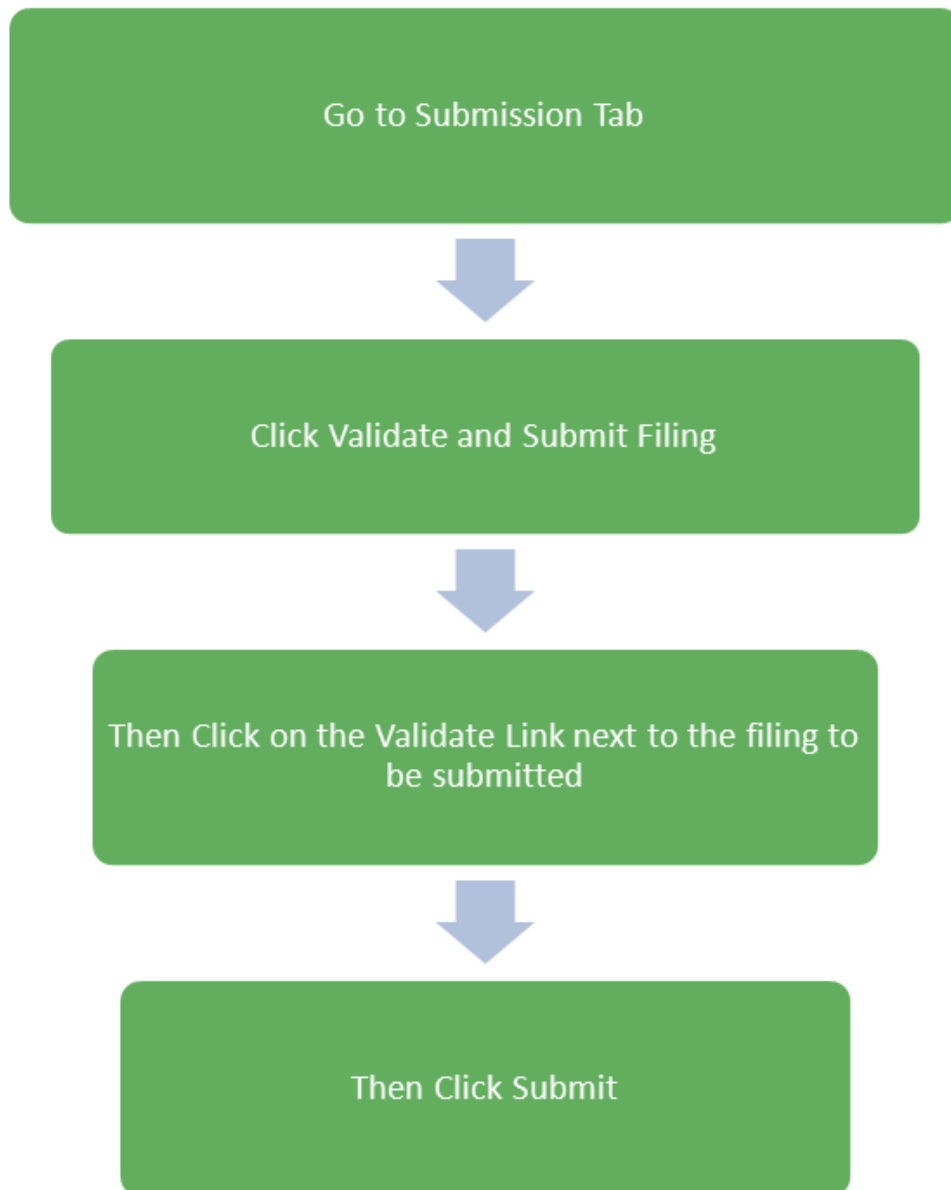 Go to Submission Tab
Click Validate and Submit Filing
Then Click on the Validate Link next to the filing to
be submitted
Then Click Submit